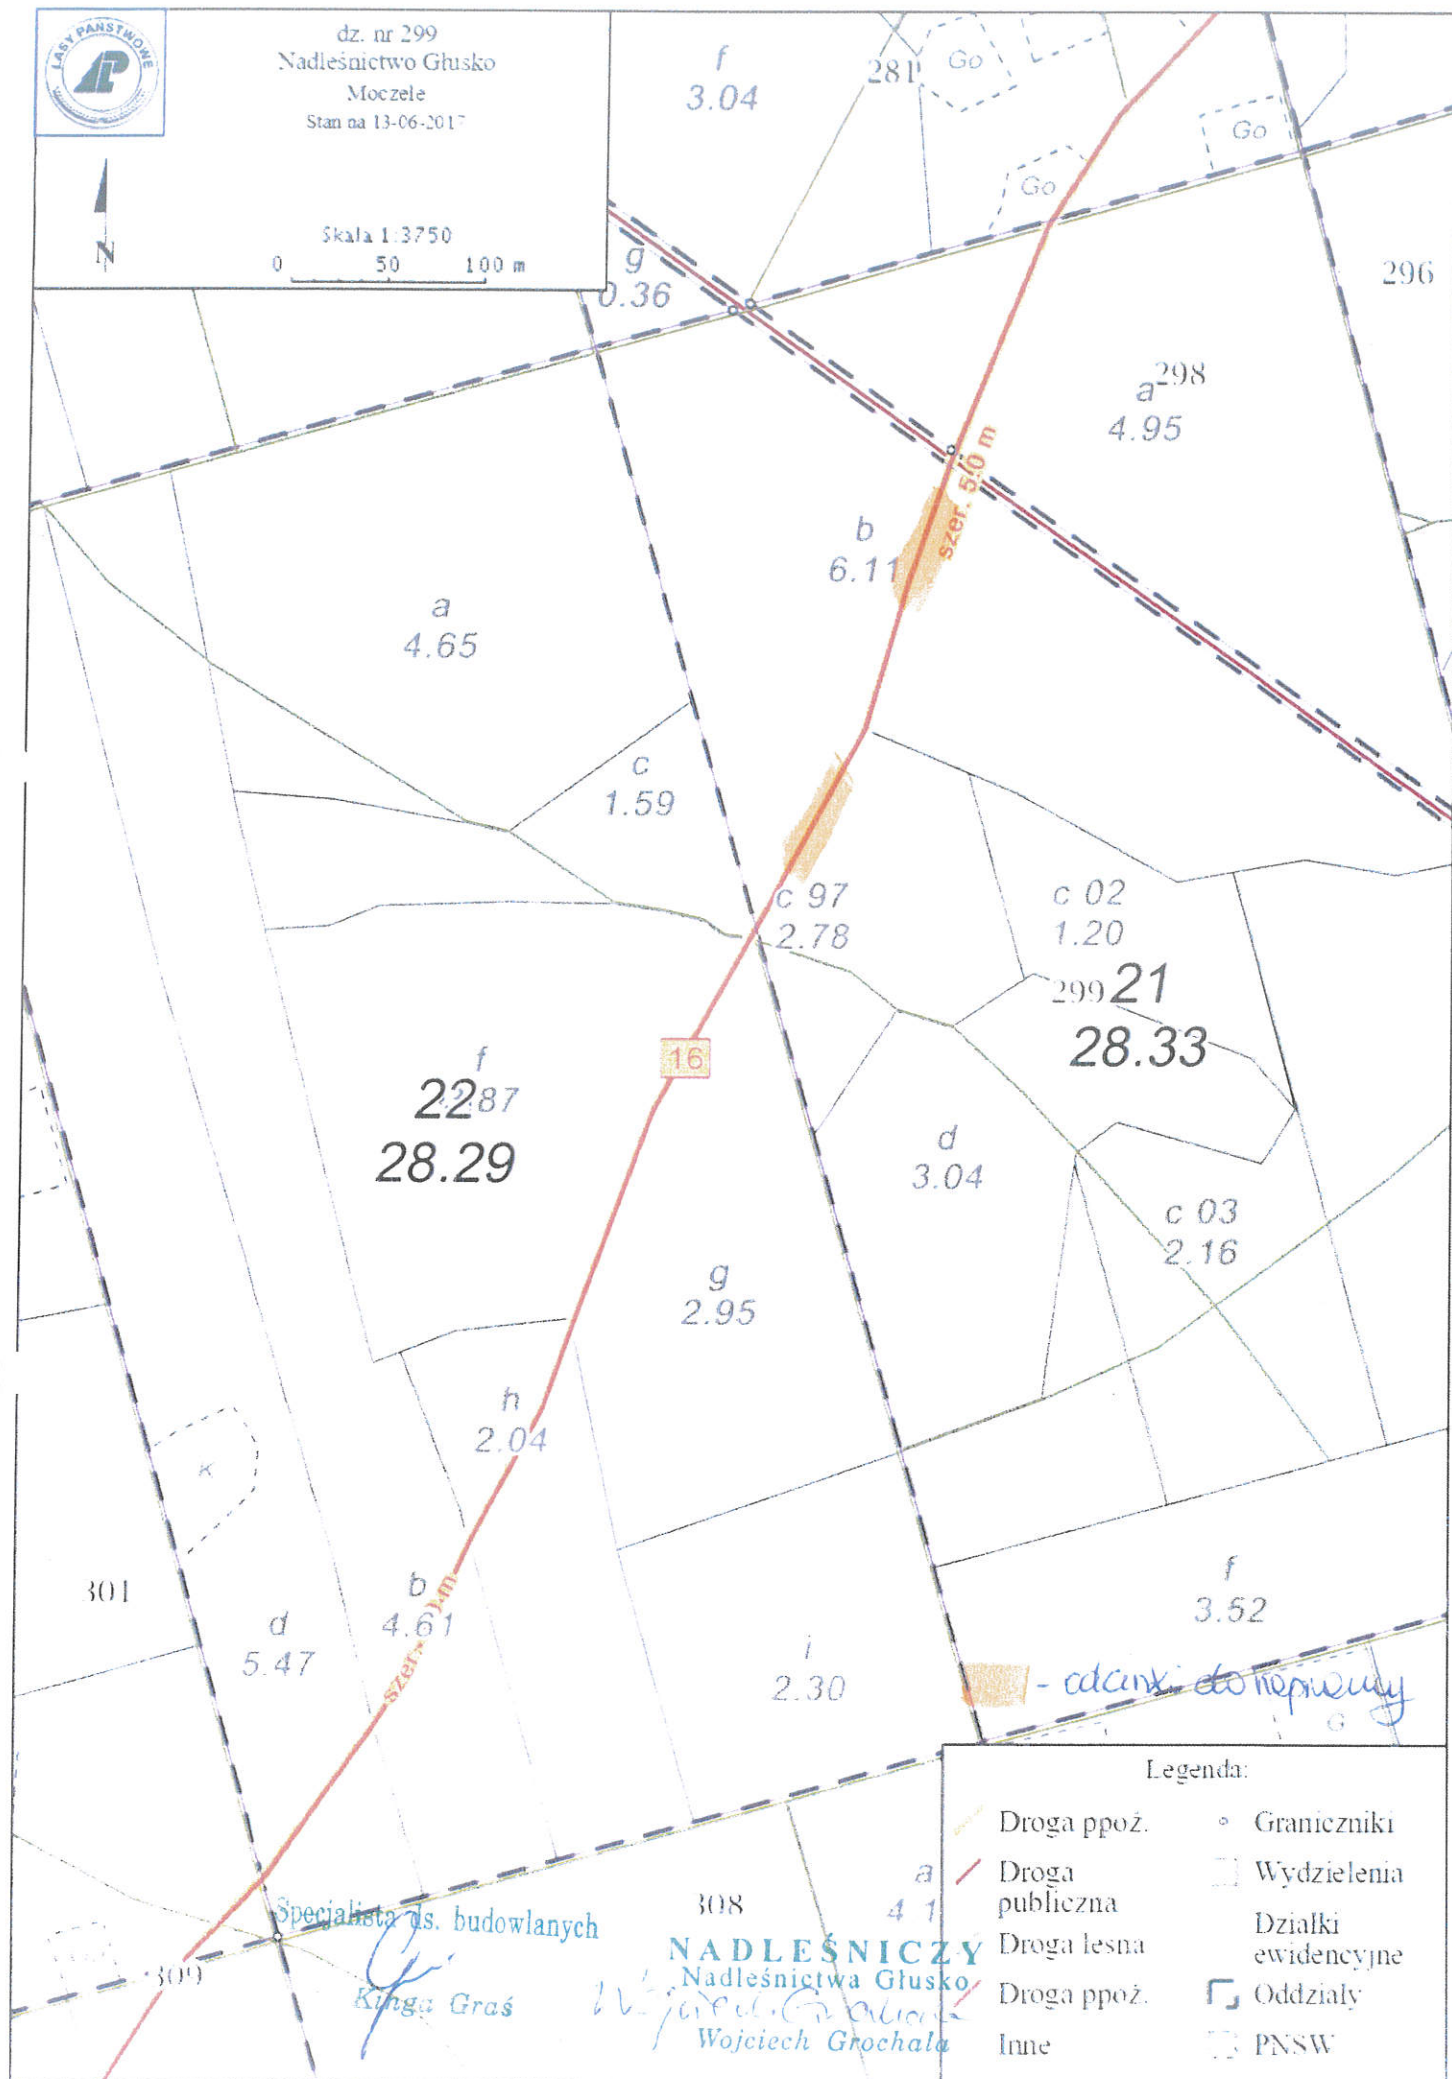 LASY PAŃSTWOWE
dz. nr 299
Nadleśnictwo Głusko
Moczele
Stan na 13-06-2017
N
Skala 1:3750
0 50 100 m
f
3.04
281
Go
Go
Go
g
0.36
296
298
a
4.95
szer. 5.0 m
b
6.11
a
4.65
c
1.59
c 97
2.78
c 02
1.20
299
21
28.33
16
f
22
28.29
d
3.04
c 03
2.16
g
2.95
h
2.04
K
301
b
4.61
szer.
m
d
5.47
f
3.52
i
2.30
- odcinki do naprawy
G
Legenda:
Droga ppoż.
Graniczniki
Droga publiczna
Wydzielenia
Droga leśna
Działki ewidencyjne
Droga ppoż.
Oddziały
Inne
PNSW
a
4.1
308
309
Specjalista ds. budowlanych
Kinga Graś
NADLEŚNICZY
Nadleśnictwa Głusko
Wojciech Grochala